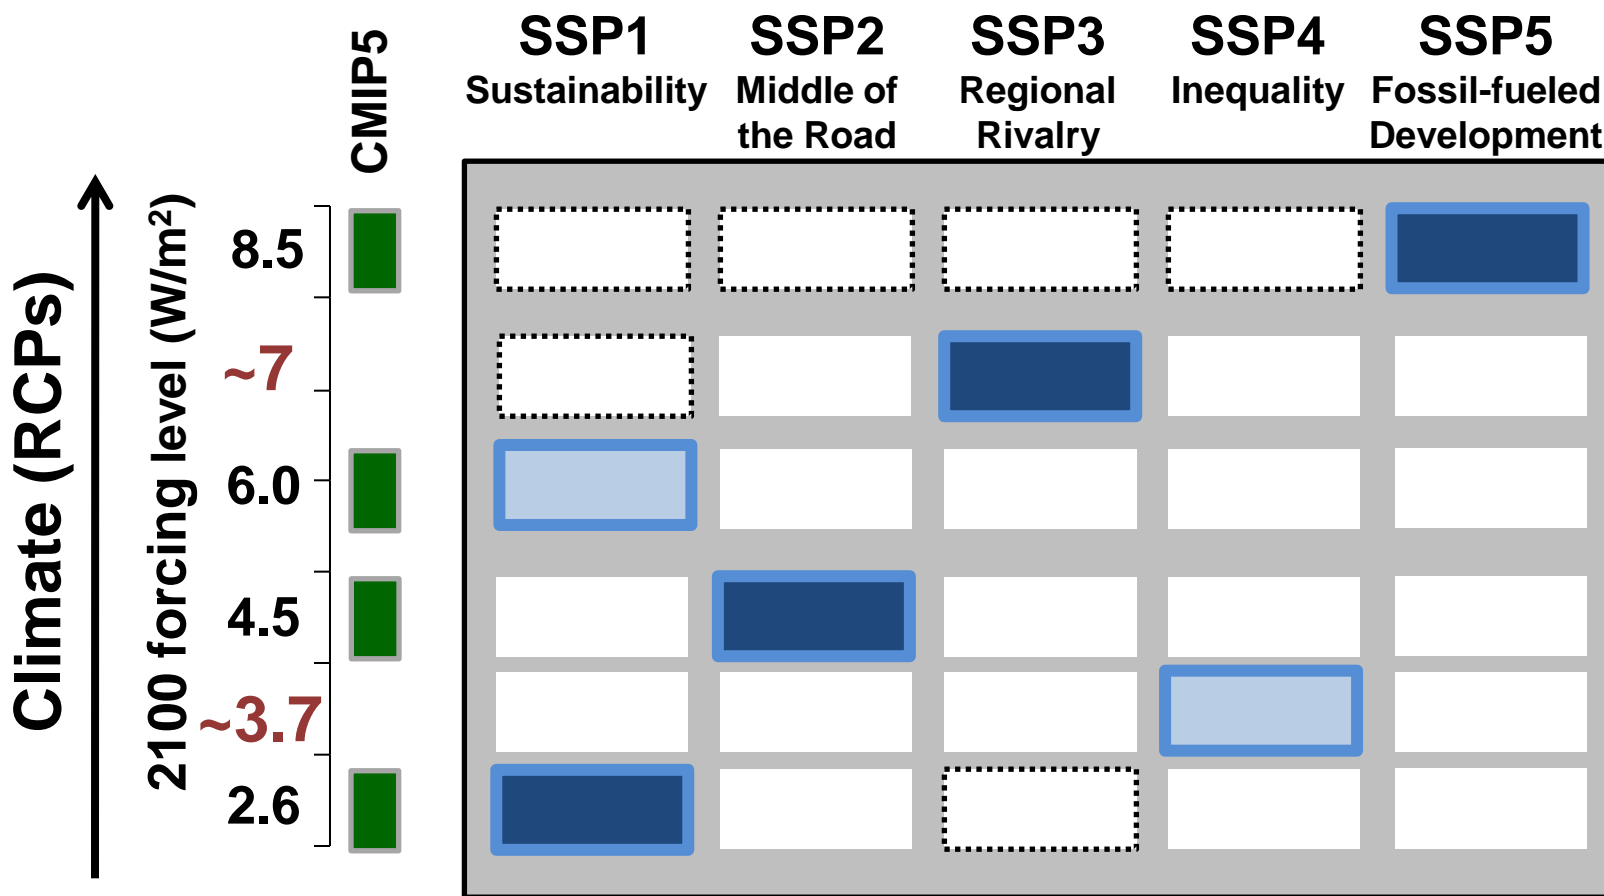 CMIP5
SSP1
Sustainability
SSP2
Middle of
the Road
SSP3
Regional
Rivalry
SSP4
Inequality
SSP5
Fossil-fueled
Development
Climate (RCPs)
2100 forcing level (W/m²)
8.5
~7
6.0
4.5
~3.7
2.6